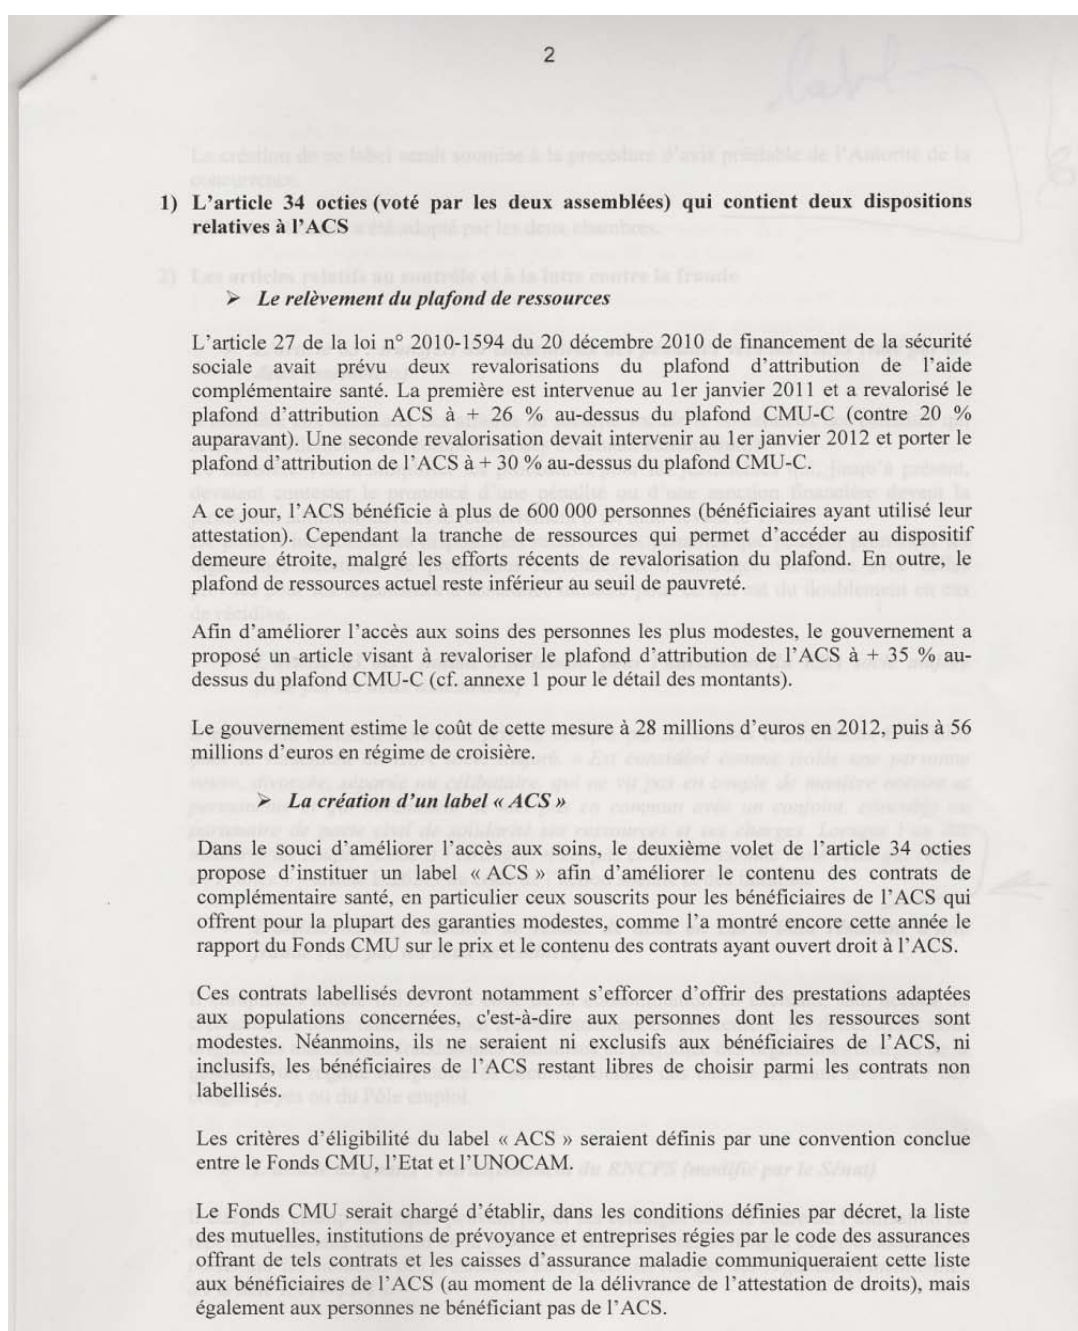 2
1) L’article 34 octies (voté par les deux assemblées) qui contient deux dispositions
relatives à l’ACS
➢ Le relèvement du plafond de ressources
L’article 27 de la loi n° 2010-1594 du 20 décembre 2010 de financement de la sécurité
sociale avait prévu deux revalorisations du plafond d’attribution de l’aide
complémentaire santé. La première est intervenue au 1er janvier 2011 et a revalorisé le
plafond d’attribution ACS à + 26 % au-dessus du plafond CMU-C (contre 20 %
auparavant). Une seconde revalorisation devait intervenir au 1er janvier 2012 et porter le
plafond d’attribution de l’ACS à + 30 % au-dessus du plafond CMU-C.
A ce jour, l’ACS bénéficie à plus de 600 000 personnes (bénéficiaires ayant utilisé leur
attestation). Cependant la tranche de ressources qui permet d’accéder au dispositif
demeure étroite, malgré les efforts récents de revalorisation du plafond. En outre, le
plafond de ressources actuel reste inférieur au seuil de pauvreté.
Afin d’améliorer l’accès aux soins des personnes les plus modestes, le gouvernement a
proposé un article visant à revaloriser le plafond d’attribution de l’ACS à + 35 % au-
dessus du plafond CMU-C (cf. annexe 1 pour le détail des montants).
Le gouvernement estime le coût de cette mesure à 28 millions d’euros en 2012, puis à 56
millions d’euros en régime de croisière.
➢ La création d’un label « ACS »
Dans le souci d’améliorer l’accès aux soins, le deuxième volet de l’article 34 octies
propose d’instituer un label « ACS » afin d’améliorer le contenu des contrats de
complémentaire santé, en particulier ceux souscrits pour les bénéficiaires de l’ACS qui
offrent pour la plupart des garanties modestes, comme l’a montré encore cette année le
rapport du Fonds CMU sur le prix et le contenu des contrats ayant ouvert droit à l’ACS.
Ces contrats labellisés devront notamment s’efforcer d’offrir des prestations adaptées
aux populations concernées, c'est-à-dire aux personnes dont les ressources sont
modestes. Néanmoins, ils ne seraient ni exclusifs aux bénéficiaires de l’ACS, ni
inclusifs, les bénéficiaires de l’ACS restant libres de choisir parmi les contrats non
labellisés.
Les critères d’éligibilité du label « ACS » seraient définis par une convention conclue
entre le Fonds CMU, l’Etat et l’UNOCAM.
Le Fonds CMU serait chargé d’établir, dans les conditions définies par décret, la liste
des mutuelles, institutions de prévoyance et entreprises régies par le code des assurances
offrant de tels contrats et les caisses d’assurance maladie communiqueraient cette liste
aux bénéficiaires de l’ACS (au moment de la délivrance de l’attestation de droits), mais
également aux personnes ne bénéficiant pas de l’ACS.